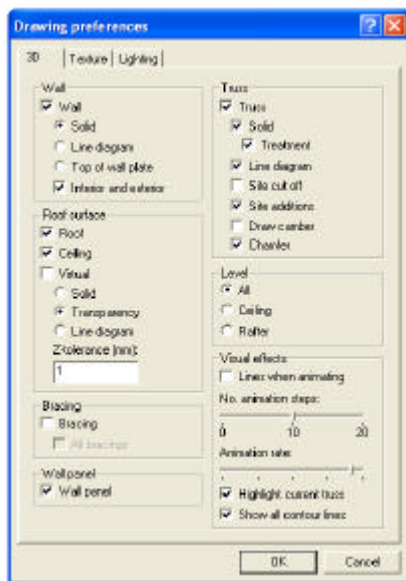 Drawing preferences
3D Texture Lighting
Wall
Wall
Solid
Line diagram
Top of wall plate
Interior and exterior
Roof surface
Roof
Ceiling
Virtual
Solid
Transparency
Line diagram
Z-tolerance (mm):
1
Bracing
Bracing
All bracings
Wall panel
Wall panel
Truss
Truss
Solid
Treatment
Line diagram
Site cut off
Site additions
Draw camber
Chamfer
Level
All
Ceiling
Rafter
Visual effects
Lines when animating
No. animation steps:
0 10 20
Animation rate:
Highlight current truss
Show all contour lines
OK Cancel